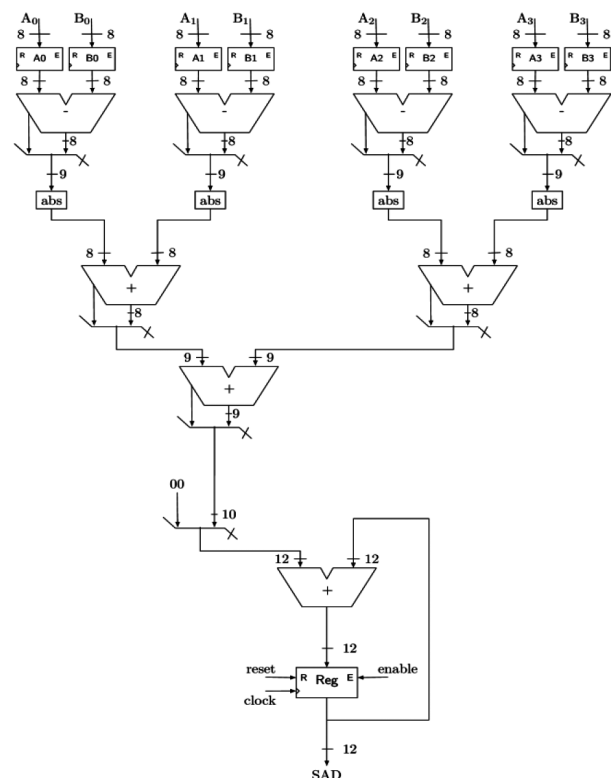 A0 B0 A1 B1 A2 B2 A3 B3
8 8 8 8 8 8 8 8
R A0 E R B0 E R A1 E R B1 E R A2 E R B2 E R A3 E R B3 E
8 8 8 8 8 8 8 8
- - - -
8 8 8 8
9 9 9 9
abs abs abs abs
8 8 8 8
+ +
8 8
9 9
+
9
00
10
12 12
+
12
reset R Reg E enable
clock
12
SAD